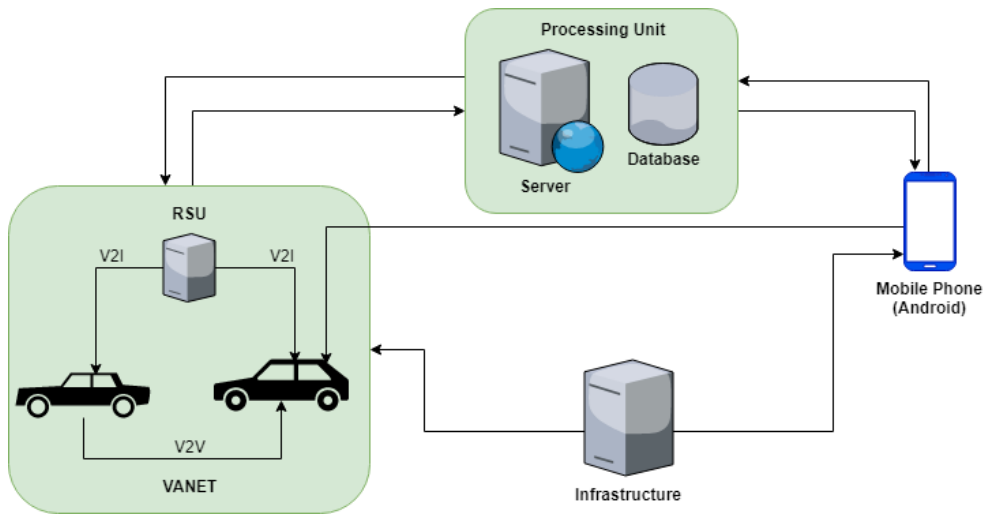 Processing Unit
Server
Database
RSU
V2I
V2I
V2V
VANET
Mobile Phone
(Android)
Infrastructure